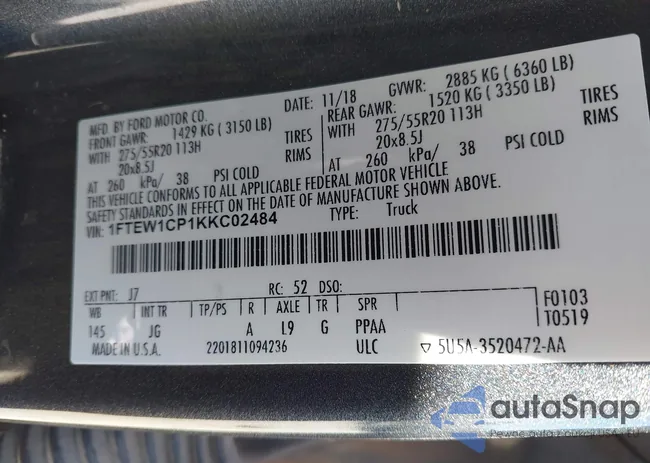 MFD. BY FORD MOTOR CO.
DATE: 11/18 GVWR: 2885 KG ( 6360 LB)
FRONT GAWR: 1429 KG ( 3150 LB) REAR GAWR: 1520 KG ( 3350 LB)
WITH 275/55R20 113H TIRES WITH 275/55R20 113H TIRES
20x8.5J RIMS 20x8.5J RIMS
AT 260 kPa/ 38 PSI COLD AT 260 kPa/ 38 PSI COLD
THIS VEHICLE CONFORMS TO ALL APPLICABLE FEDERAL MOTOR VEHICLE
SAFETY STANDARDS IN EFFECT ON THE DATE OF MANUFACTURE SHOWN ABOVE.
VIN: 1FTEW1CP1KKC02484 TYPE: Truck
EXT PNT: J7 RC: 52 DSO:
WB INT TR TP/PS R AXLE TR SPR F0103
145 JG A L9 G PPAA T0519
MADE IN U.S.A. 2201811094236 ULC ▽ 5U5A-3520472-AA
autoSnap